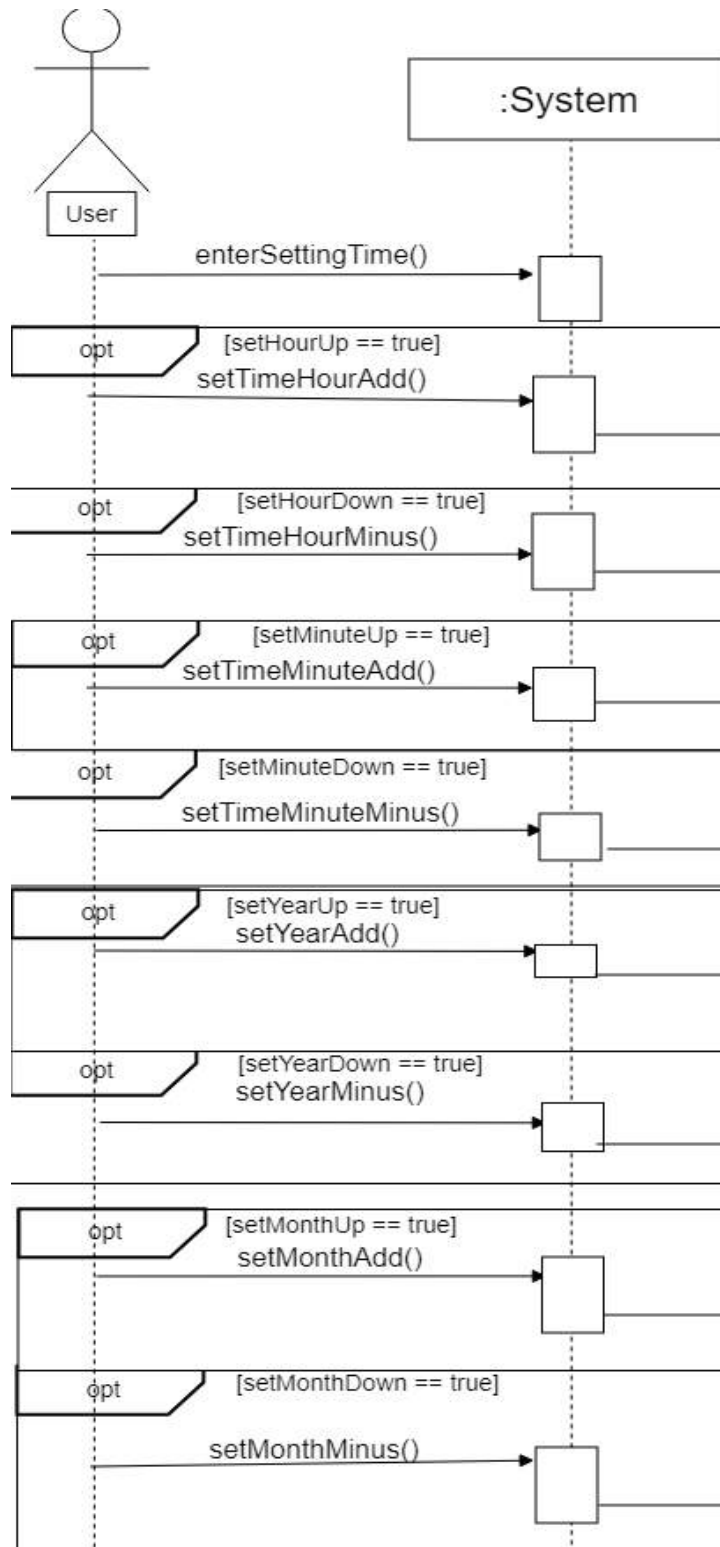 :System
User
enterSettingTime()
opt
[setHourUp == true]
setTimeHourAdd()
opt
[setHourDown == true]
setTimeHourMinus()
opt
[setMinuteUp == true]
setTimeMinuteAdd()
opt
[setMinuteDown == true]
setTimeMinuteMinus()
opt
[setYearUp == true]
setYearAdd()
opt
[setYearDown == true]
setYearMinus()
opt
[setMonthUp == true]
setMonthAdd()
opt
[setMonthDown == true]
setMonthMinus()